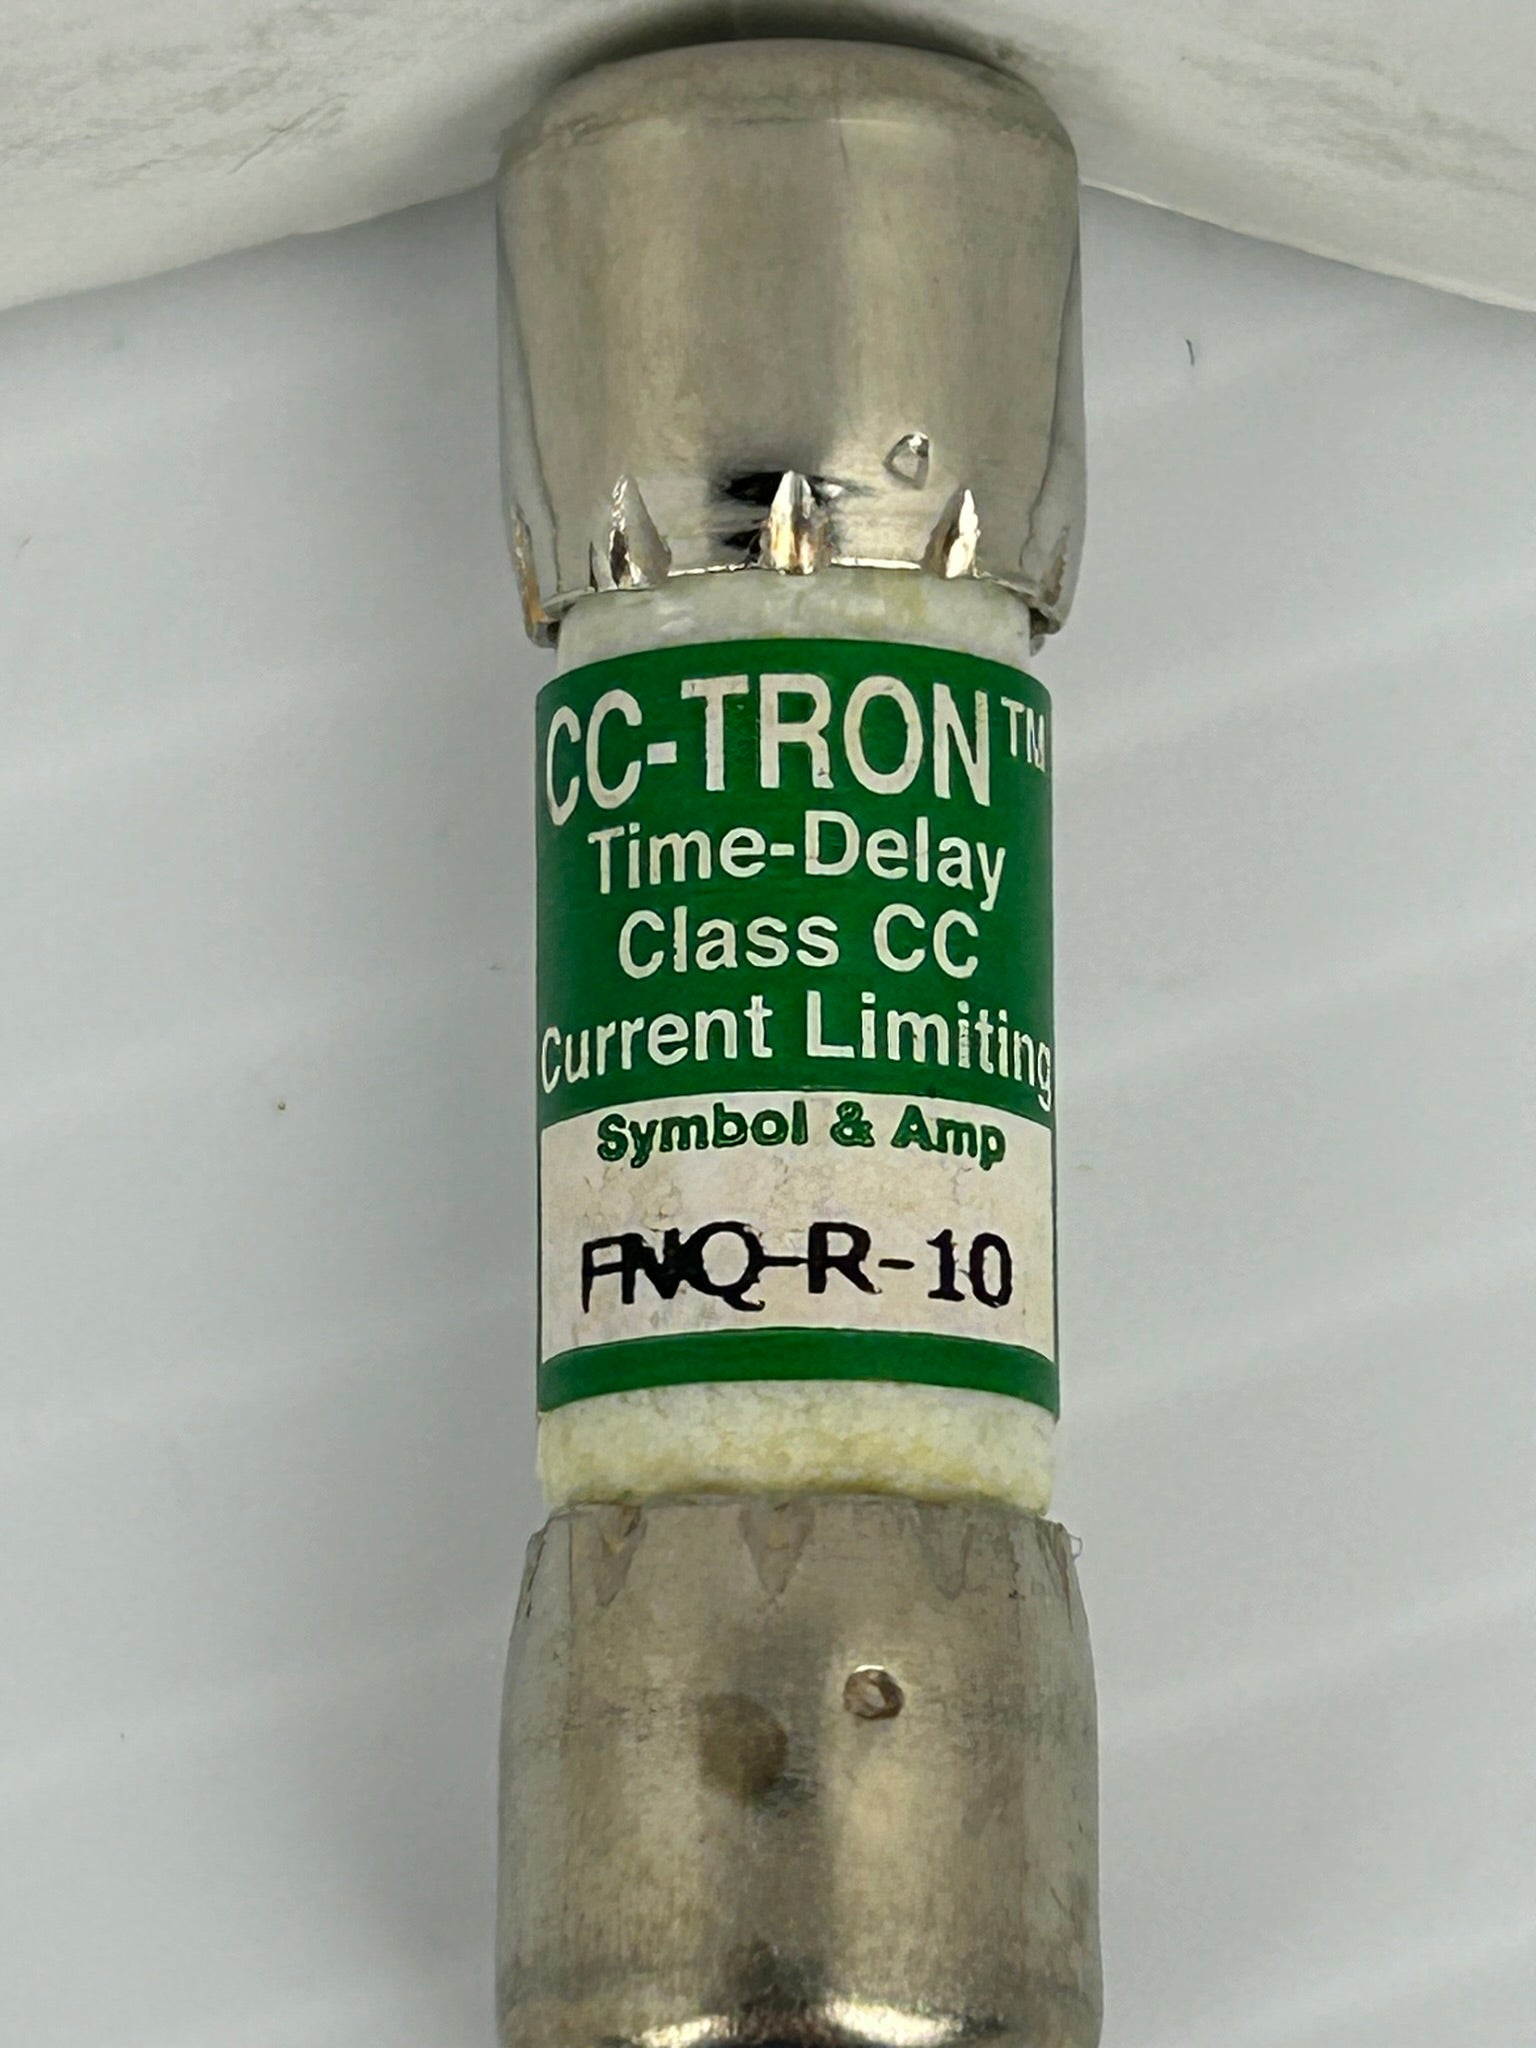 CC-TRON™
Time-Delay
Class CC
Current Limiting
Symbol & Amp
FNQ-R-10